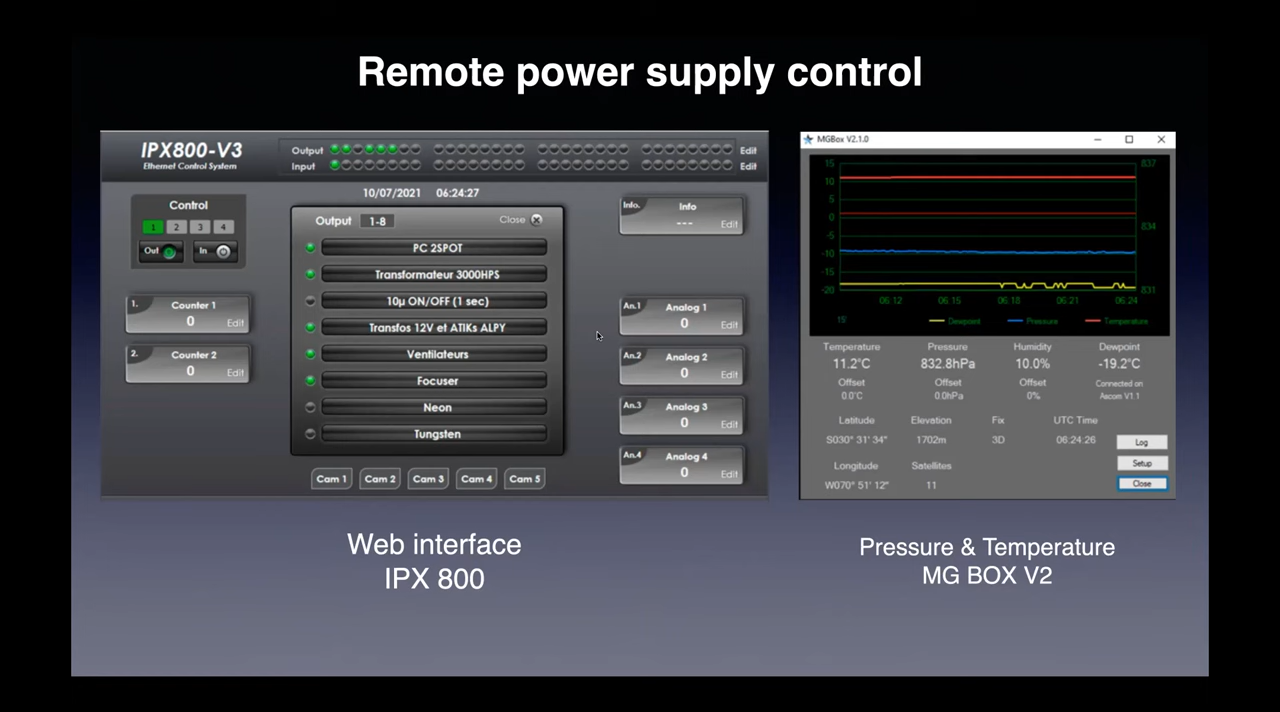 Remote power supply control
IPX800-V3
Ethernet Control System
Output
Edit
Input
Edit
10/07/2021 06:24:27
Control
1 2 3 4
Out In
1. Counter 1
0
Edit
2. Counter 2
0
Edit
Output 1-8 Close
PC 2SPOT
Transformateur 3000HPS
10µ ON/OFF (1 sec)
Transfos 12V et ATIKs ALPY
Ventilateurs
Focuser
Neon
Tungsten
Cam 1 Cam 2 Cam 3 Cam 4 Cam 5
Info. Info
---
Edit
An.1 Analog 1
0
Edit
An.2 Analog 2
0
Edit
An.3 Analog 3
0
Edit
An.4 Analog 4
0
Edit
Web interface
IPX 800
MGBox V2.1.0
15
10
5
0
-5
-10
-15
-20
837
834
831
06:12 06:15 06:18 06:21 06:24
15'
Dewpoint Pressure Temperature
Temperature Pressure Humidity Dewpoint
11.2°C 832.8hPa 10.0% -19.2°C
Offset Offset Offset Connected on
0.0°C 0.0hPa 0% Ascom V1.1
Latitude Elevation Fix UTC Time
S030° 31' 34" 1702m 3D 06:24:26
Longitude Satellites
W070° 51' 12" 11
Log
Setup
Close
Pressure & Temperature
MG BOX V2